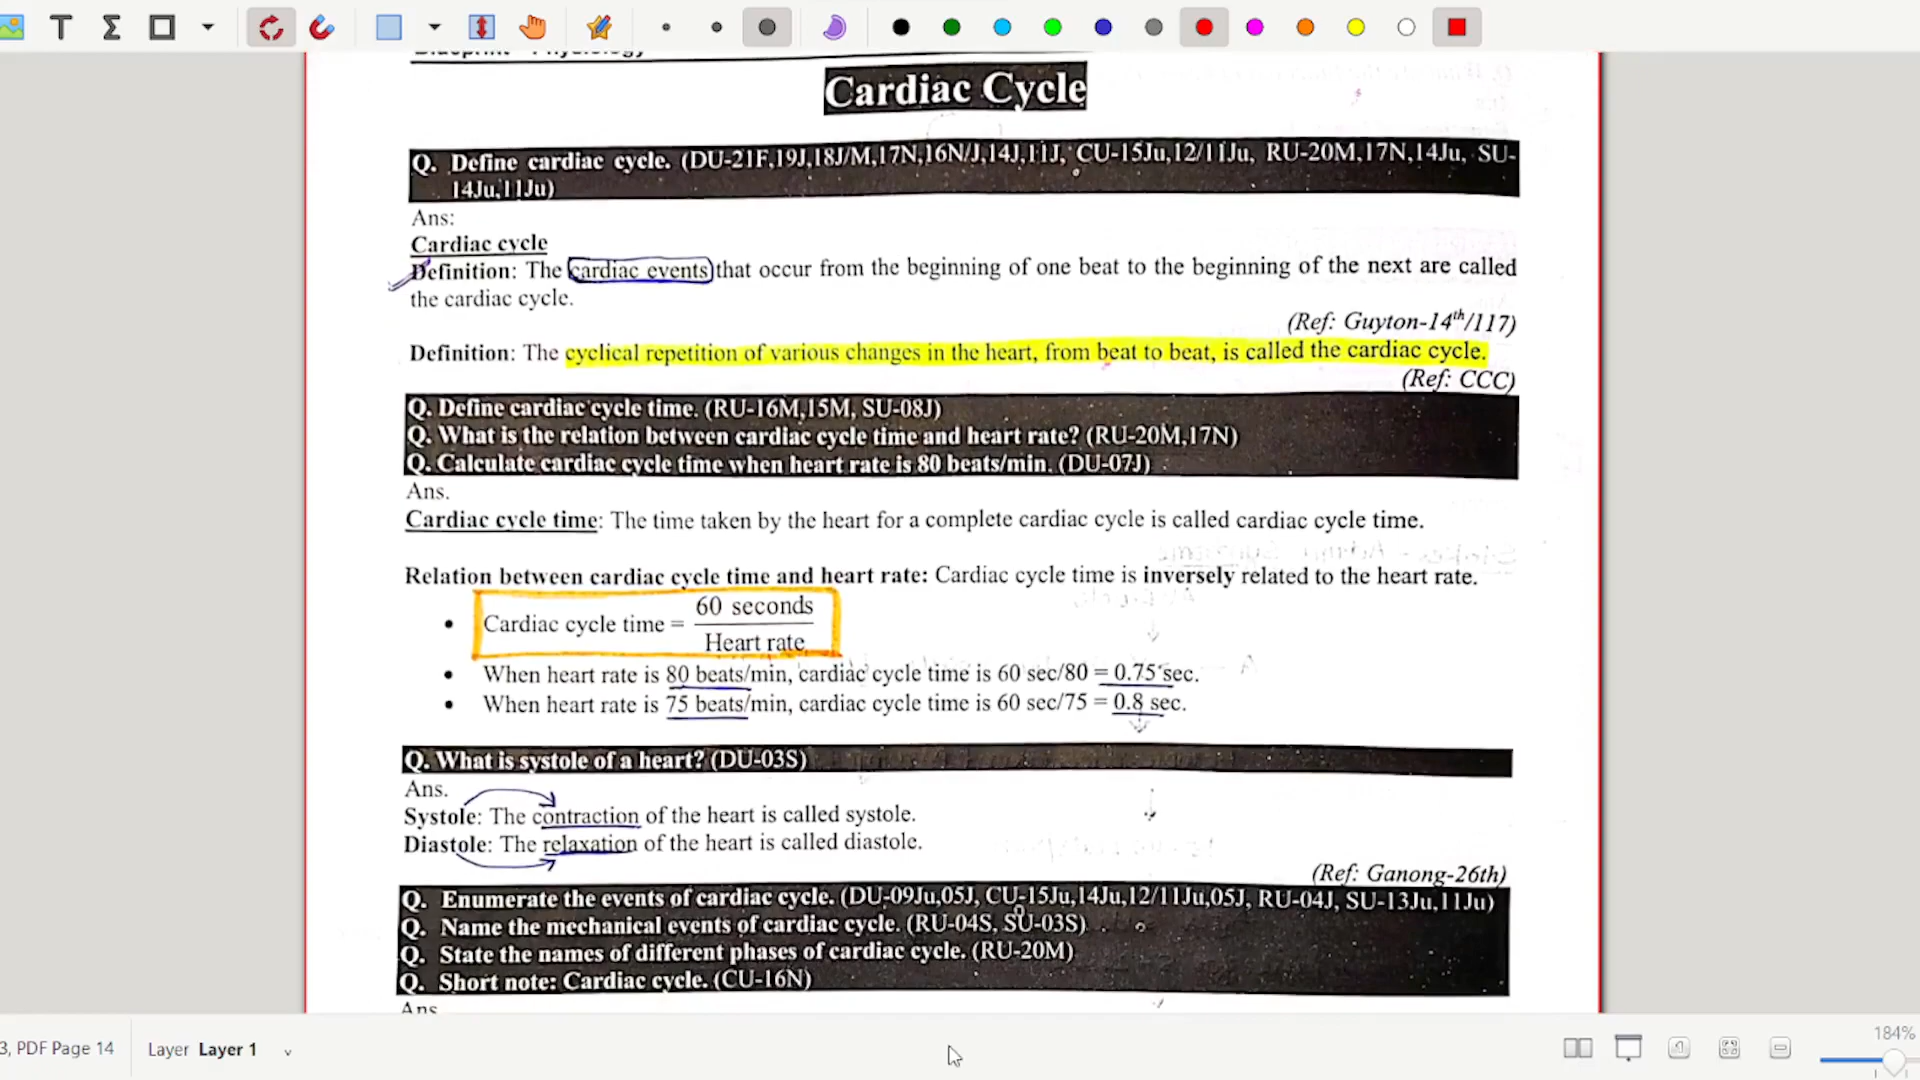 Blueprint - Physiology
Cardiac Cycle
Q. Define cardiac cycle. (DU-21F,19J,18J/M,17N,16N/J,14J,11J, CU-15Ju,12/11Ju, RU-20M,17N,14Ju, SU-
14Ju,11Ju)
Ans:
Cardiac cycle
Definition: The cardiac events that occur from the beginning of one beat to the beginning of the next are called
the cardiac cycle.
(Ref: Guyton-14th/117)
Definition: The cyclical repetition of various changes in the heart, from beat to beat, is called the cardiac cycle.
(Ref: CCC)
Q. Define cardiac cycle time. (RU-16M,15M, SU-08J)
Q. What is the relation between cardiac cycle time and heart rate? (RU-20M,17N)
Q. Calculate cardiac cycle time when heart rate is 80 beats/min. (DU-07J)
Ans.
Cardiac cycle time: The time taken by the heart for a complete cardiac cycle is called cardiac cycle time.
Relation between cardiac cycle time and heart rate: Cardiac cycle time is inversely related to the heart rate.
• Cardiac cycle time = 60 seconds
Heart rate
• When heart rate is 80 beats/min, cardiac cycle time is 60 sec/80 = 0.75 sec.
• When heart rate is 75 beats/min, cardiac cycle time is 60 sec/75 = 0.8 sec.
Q. What is systole of a heart? (DU-03S)
Ans.
Systole: The contraction of the heart is called systole.
Diastole: The relaxation of the heart is called diastole.
(Ref: Ganong-26th)
Q. Enumerate the events of cardiac cycle. (DU-09Ju,05J, CU-15Ju,14Ju,12/11Ju,05J, RU-04J, SU-13Ju,11Ju)
Q. Name the mechanical events of cardiac cycle. (RU-04S, SU-03S)
Q. State the names of different phases of cardiac cycle. (RU-20M)
Q. Short note: Cardiac cycle. (CU-16N)
Ans
3, PDF Page 14
Layer Layer 1
184%